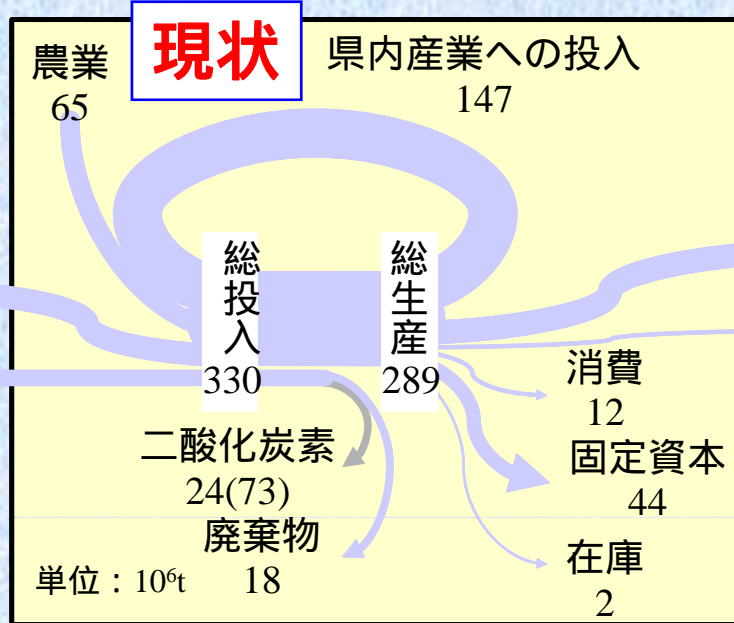 現状
農業
65
県内産業への投入
147
総投入
330
総生産
289
消費
12
二酸化炭素
24(73)
固定資本
44
廃棄物
18
在庫
2
単位：10⁶t